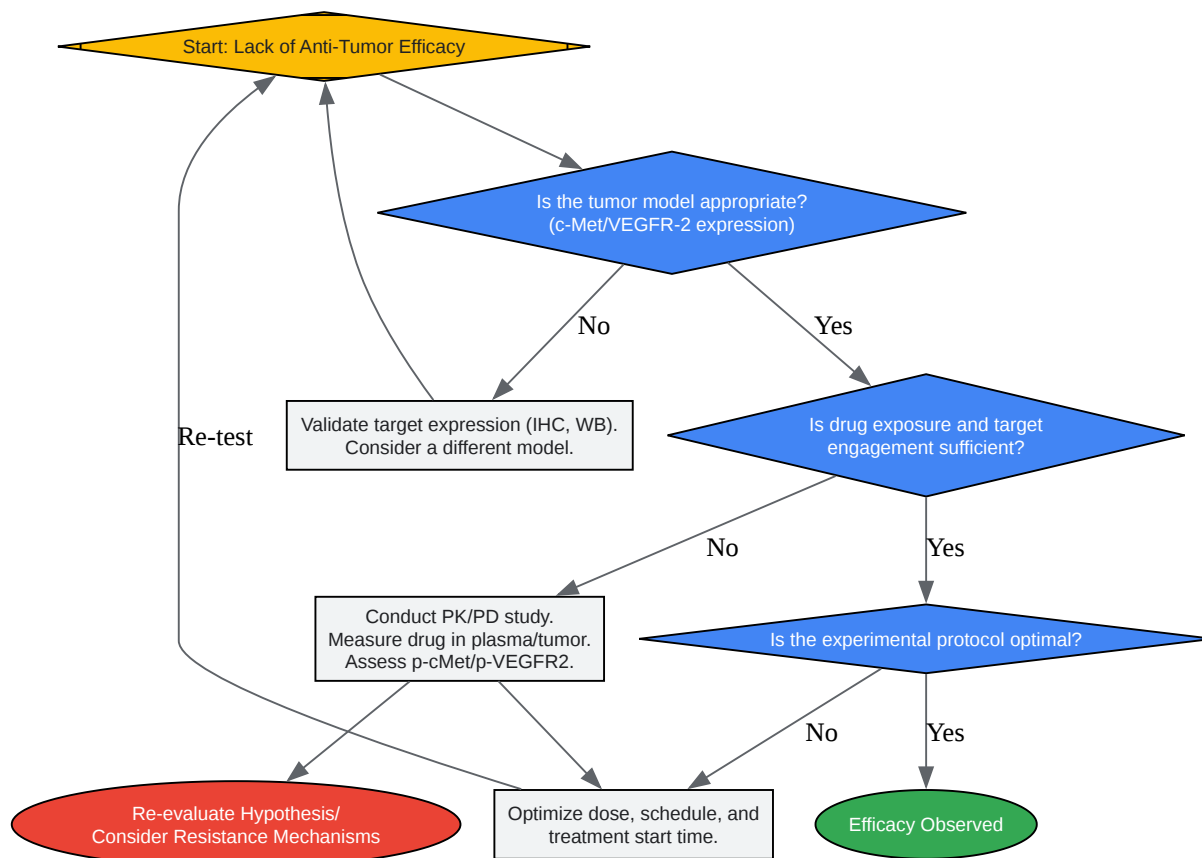 Start: Lack of Anti-Tumor Efficacy
Is the tumor model appropriate?
(c-Met/VEGFR-2 expression)
No
Yes
Validate target expression (IHC, WB).
Consider a different model.
Is drug exposure and target
engagement sufficient?
Re-test
No
Yes
Conduct PK/PD study.
Measure drug in plasma/tumor.
Assess p-cMet/p-VEGFR2.
Is the experimental protocol optimal?
No
Yes
Re-evaluate Hypothesis/
Consider Resistance Mechanisms
Optimize dose, schedule, and
treatment start time.
Efficacy Observed